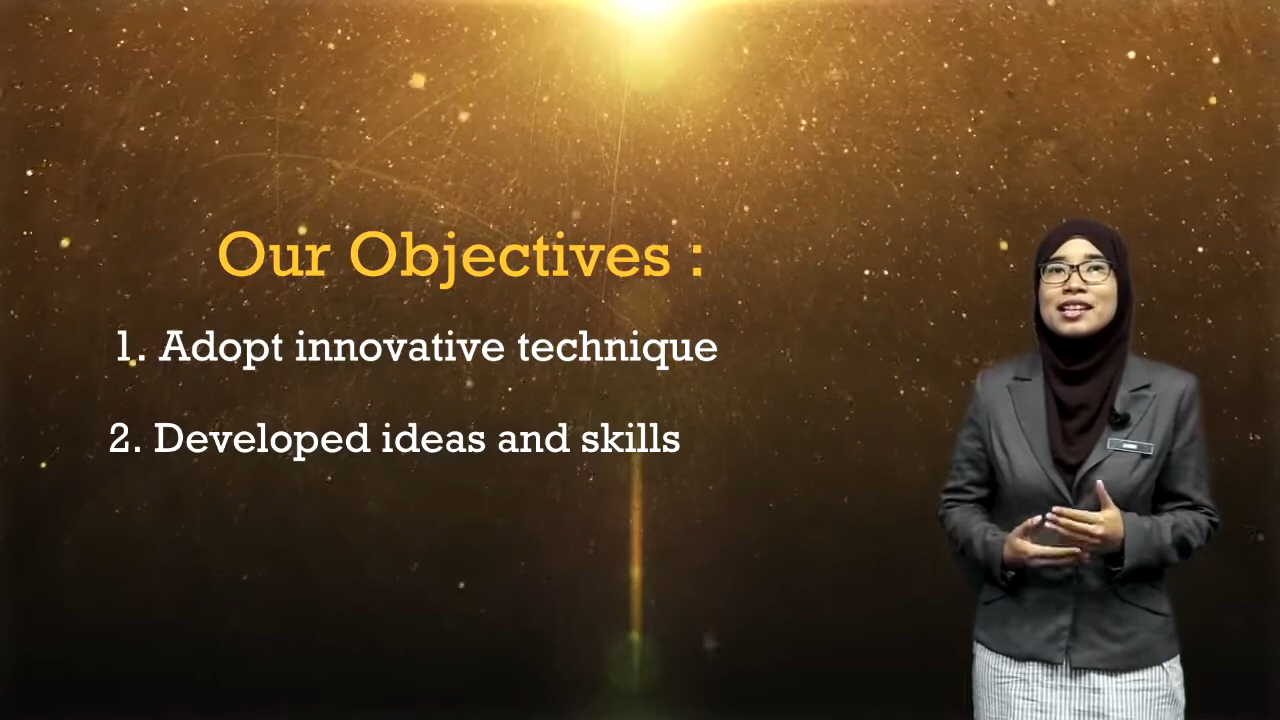 Our Objectives :
1. Adopt innovative technique
2. Developed ideas and skills